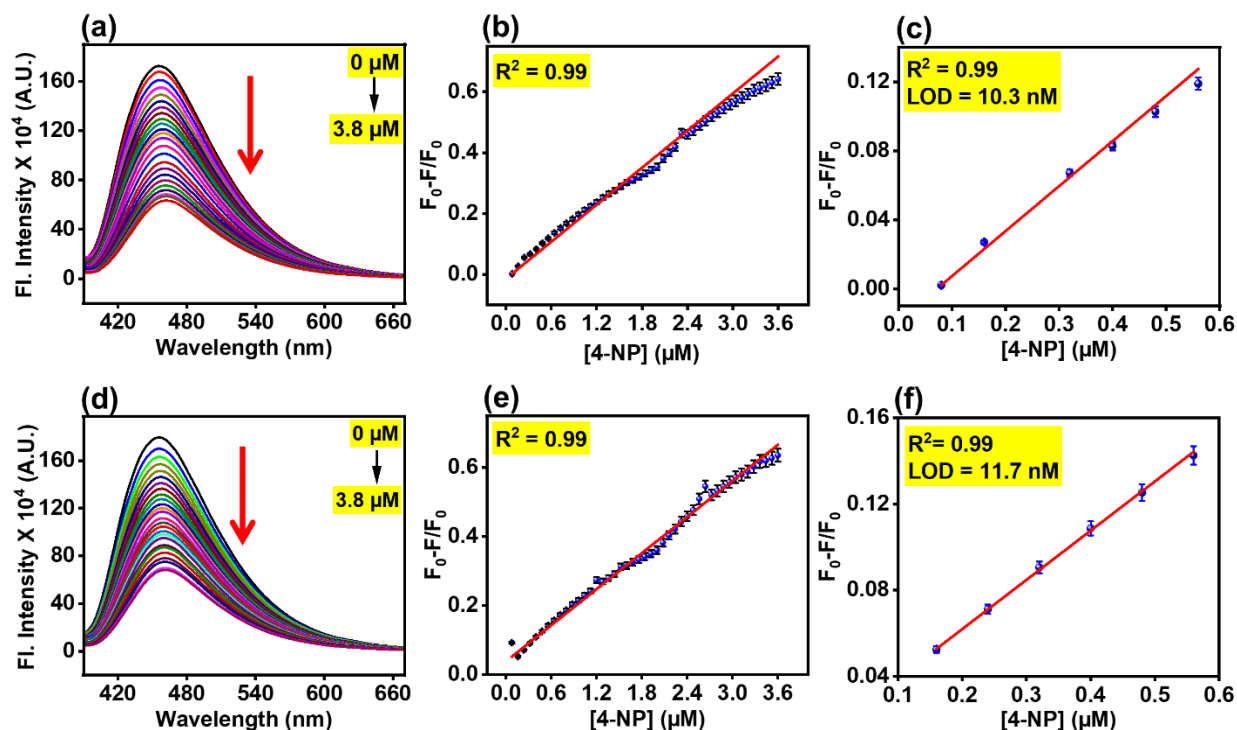 (a)
0 µM
3.8 µM
160
120
80
40
0
Fl. Intensity X 10⁴ (A.U.)
420 480 540 600 660
Wavelength (nm)
(b)
R² = 0.99
0.6
0.4
0.2
0.0
F₀-F/F₀
0.0 0.6 1.2 1.8 2.4 3.0 3.6
[4-NP] (µM)
(c)
R² = 0.99
LOD = 10.3 nM
0.12
0.08
0.04
0.00
F₀-F/F₀
0.0 0.1 0.2 0.3 0.4 0.5 0.6
[4-NP] (µM)
(d)
0 µM
3.8 µM
160
120
80
40
0
Fl. Intensity X 10⁴ (A.U.)
420 480 540 600 660
Wavelength (nm)
(e)
R² = 0.99
0.6
0.4
0.2
0.0
F₀-F/F₀
0.0 0.6 1.2 1.8 2.4 3.0 3.6
[4-NP] (µM)
(f)
R²= 0.99
LOD = 11.7 nM
0.16
0.12
0.08
0.04
F₀-F/F₀
0.1 0.2 0.3 0.4 0.5 0.6
[4-NP] (µM)